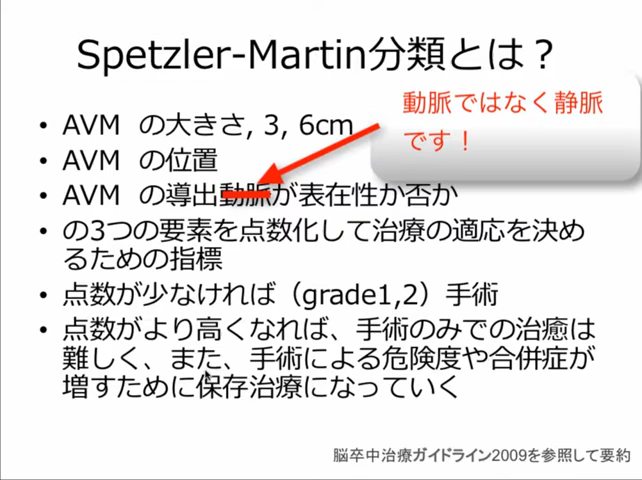 Spetzler-Martin分類とは？
• AVM の大きさ, 3, 6cm
動脈ではなく静脈
です！
• AVM の位置
• AVM の導出動脈が表在性か否か
• の3つの要素を点数化して治療の適応を決め
るための指標
• 点数が少なければ（grade1,2）手術
• 点数がより高くなれば、手術のみでの治癒は
難しく、また、手術による危険度や合併症が
増すために保存治療になっていく
脳卒中治療ガイドライン2009を参照して要約